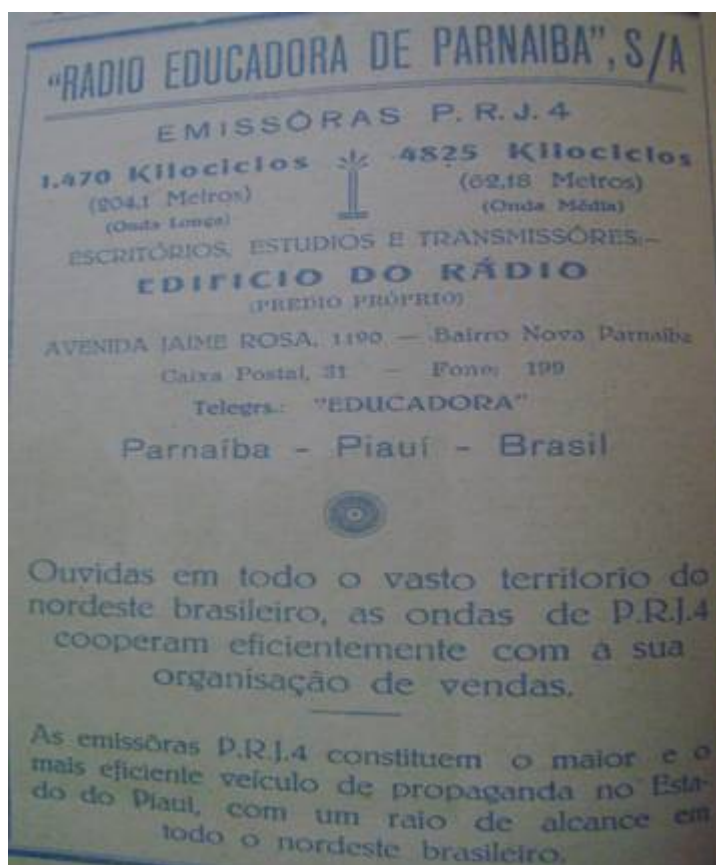 "RADIO EDUCADORA DE PARNAIBA", S/A
EMISSÔRAS P. R. J. 4
1.470 Kilociclos 4825 Kilociclos
(204,1 Metros) (62,18 Metros)
(Onda Longa) (Onda Média)
ESCRITÓRIOS, ESTUDIOS E TRANSMISSÔRES:—
EDIFICIO DO RÁDIO
(PREDIO PRÓPRIO)
AVENIDA JAIME ROSA, 1190 — Bairro Nova Parnaiba
Caixa Postal, 31 — Fone: 199
Telegrs.: "EDUCADORA"
Parnaíba - Piauí - Brasil
Ouvidas em todo o vasto territorio do
nordeste brasileiro, as ondas de P.R.J.4
cooperam eficientemente com a sua
organisação de vendas.
As emissôras P.R.J.4 constituem o maior e o
mais eficiente veículo de propaganda no Esta-
do do Piauí, com um raio de alcance em
todo o nordeste brasileiro.